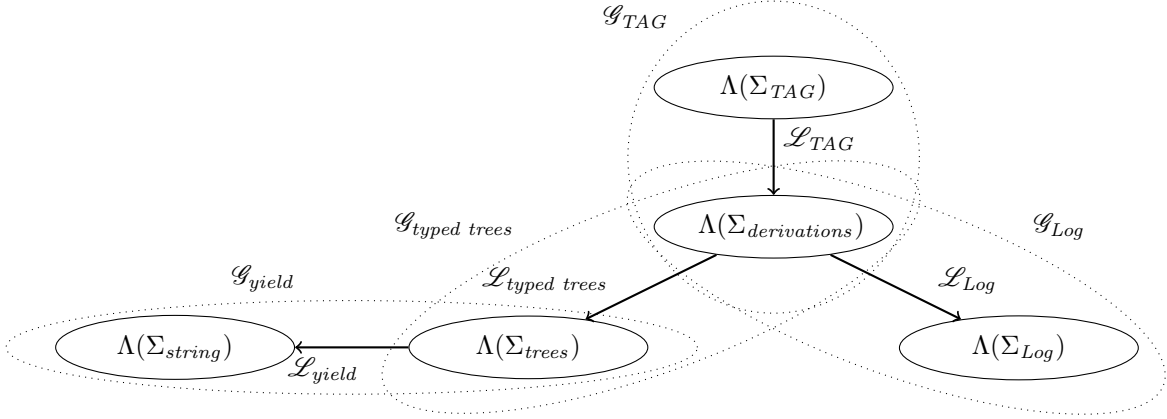 𝒢_TAG
Λ(Σ_TAG)
ℒ_TAG
𝒢_typed trees
Λ(Σ_derivations)
𝒢_Log
𝒢_yield
ℒ_typed trees
ℒ_Log
Λ(Σ_string)
ℒ_yield
Λ(Σ_trees)
Λ(Σ_Log)